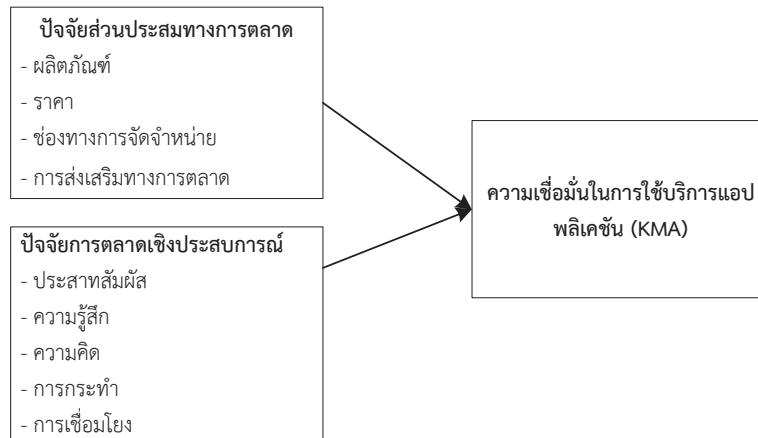 ปัจจัยส่วนประสมทางการตลาด
- ผลิตภัณฑ์
- ราคา
- ช่องทางการจัดจำหน่าย
- การส่งเสริมทางการตลาด
ปัจจัยการตลาดเชิงประสบการณ์
- ประสาทสัมผัส
- ความรู้สึก
- ความคิด
- การกระทำ
- การเชื่อมโยง
ความเชื่อมั่นในการใช้บริการแอป
พลิเคชัน (KMA)